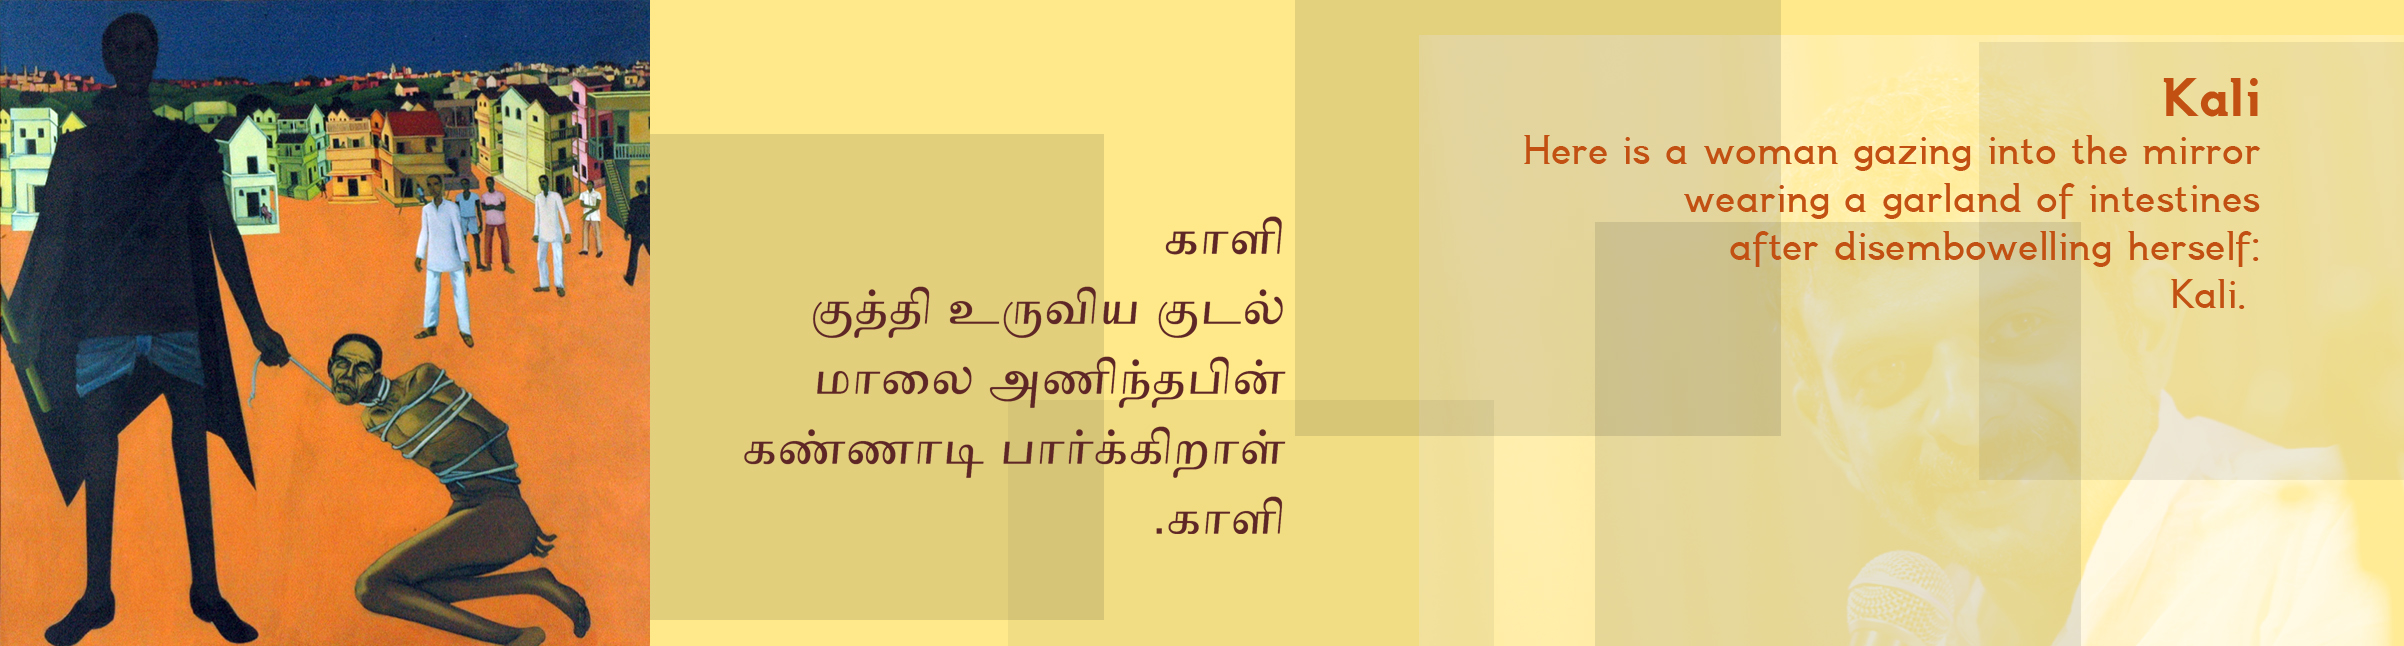 காளி
குத்தி உருவிய குடல்
மாலை அணிந்தபின்
கண்ணாடி பார்க்கிறாள்
.காளி
Kali
Here is a woman gazing into the mirror
wearing a garland of intestines
after disembowelling herself:
Kali.